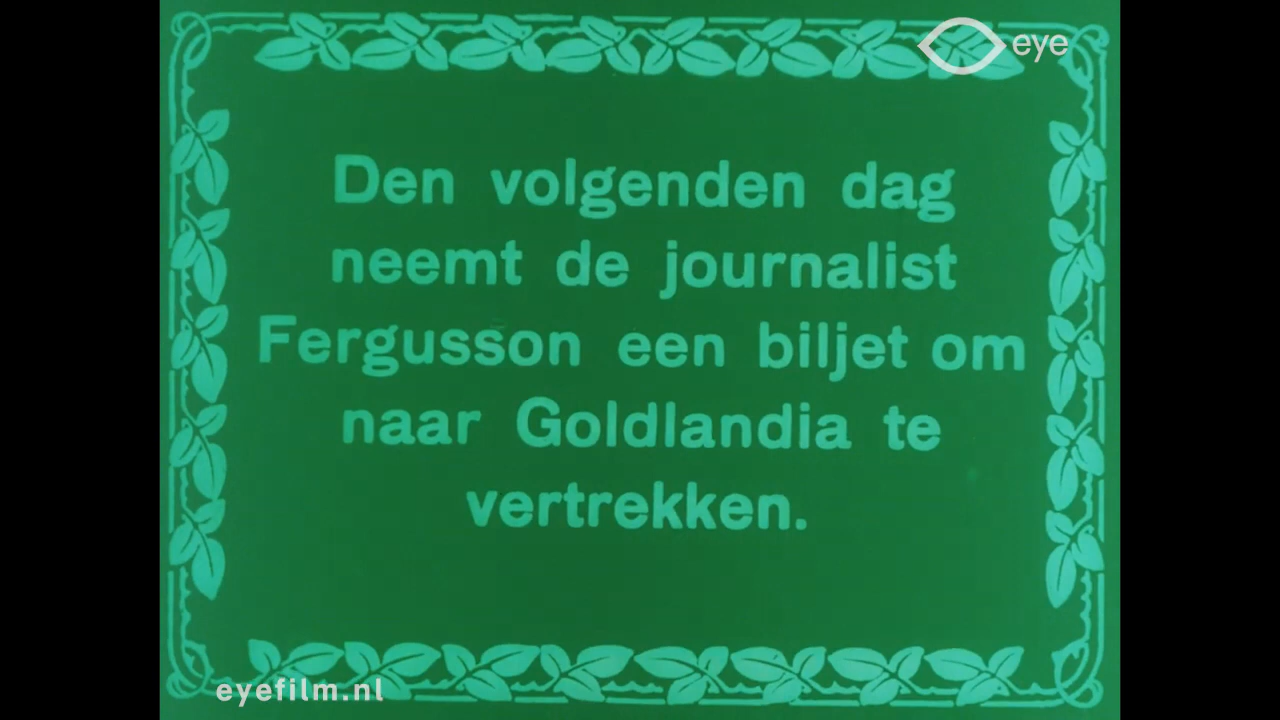 eye
Den volgenden dag
neemt de journalist
Fergusson een biljet om
naar Goldlandia te
vertrekken.
eyefilm.nl